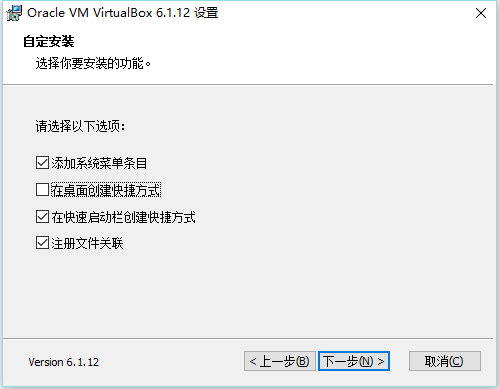 Oracle VM VirtualBox 6.1.12 设置
自定安装
选择你要安装的功能。
请选择以下选项：
添加系统菜单条目
在桌面创建快捷方式
在快速启动栏创建快捷方式
注册文件关联
Version 6.1.12
< 上一步(B)
下一步(N) >
取消(C)